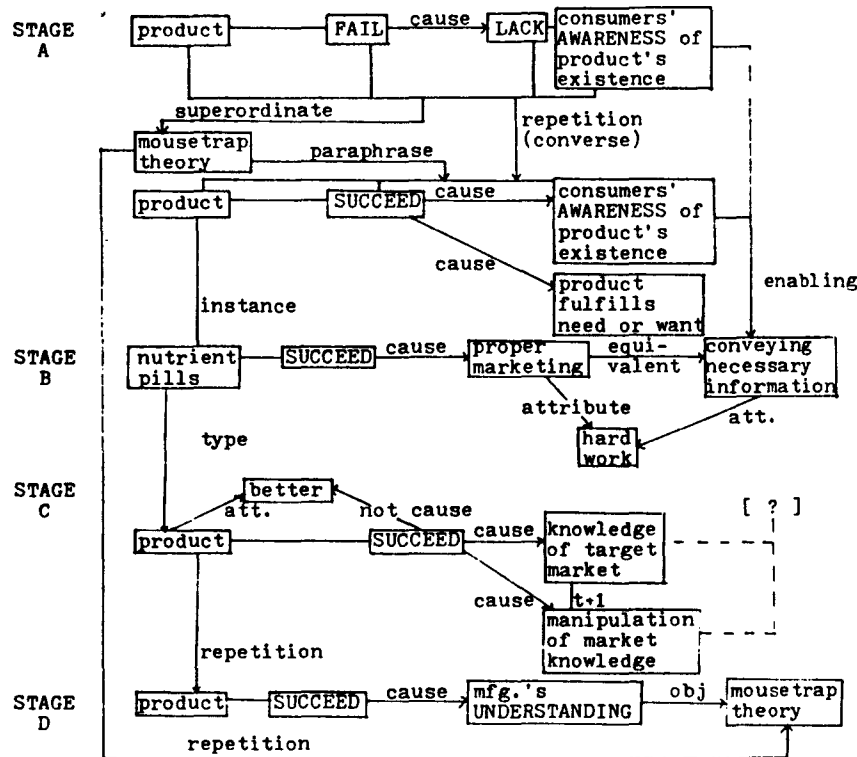 STAGE
A
product
FAIL
cause
LACK
consumers'
AWARENESS of
product's
existence
superordinate
repetition
(converse)
mousetrap
theory
paraphrase
product
SUCCEED
cause
consumers'
AWARENESS of
product's
existence
cause
product
fulfills
need or want
enabling
instance
STAGE
B
nutrient
pills
SUCCEED
cause
proper
marketing
equi-
valent
conveying
necessary
information
attribute
att.
hard
work
type
STAGE
C
better
att.
not cause
[ ? ]
product
SUCCEED
cause
knowledge
of target
market
cause
t+1
manipulation
of market
knowledge
repetition
STAGE
D
product
SUCCEED
cause
mfg.'s
UNDERSTANDING
obj
mousetrap
theory
repetition